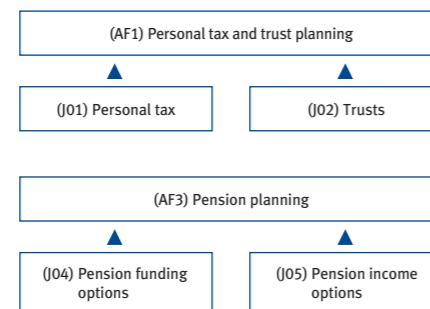 (AF1) Personal tax and trust planning
(J01) Personal tax
(J02) Trusts
(AF3) Pension planning
(J04) Pension funding
options
(J05) Pension income
options